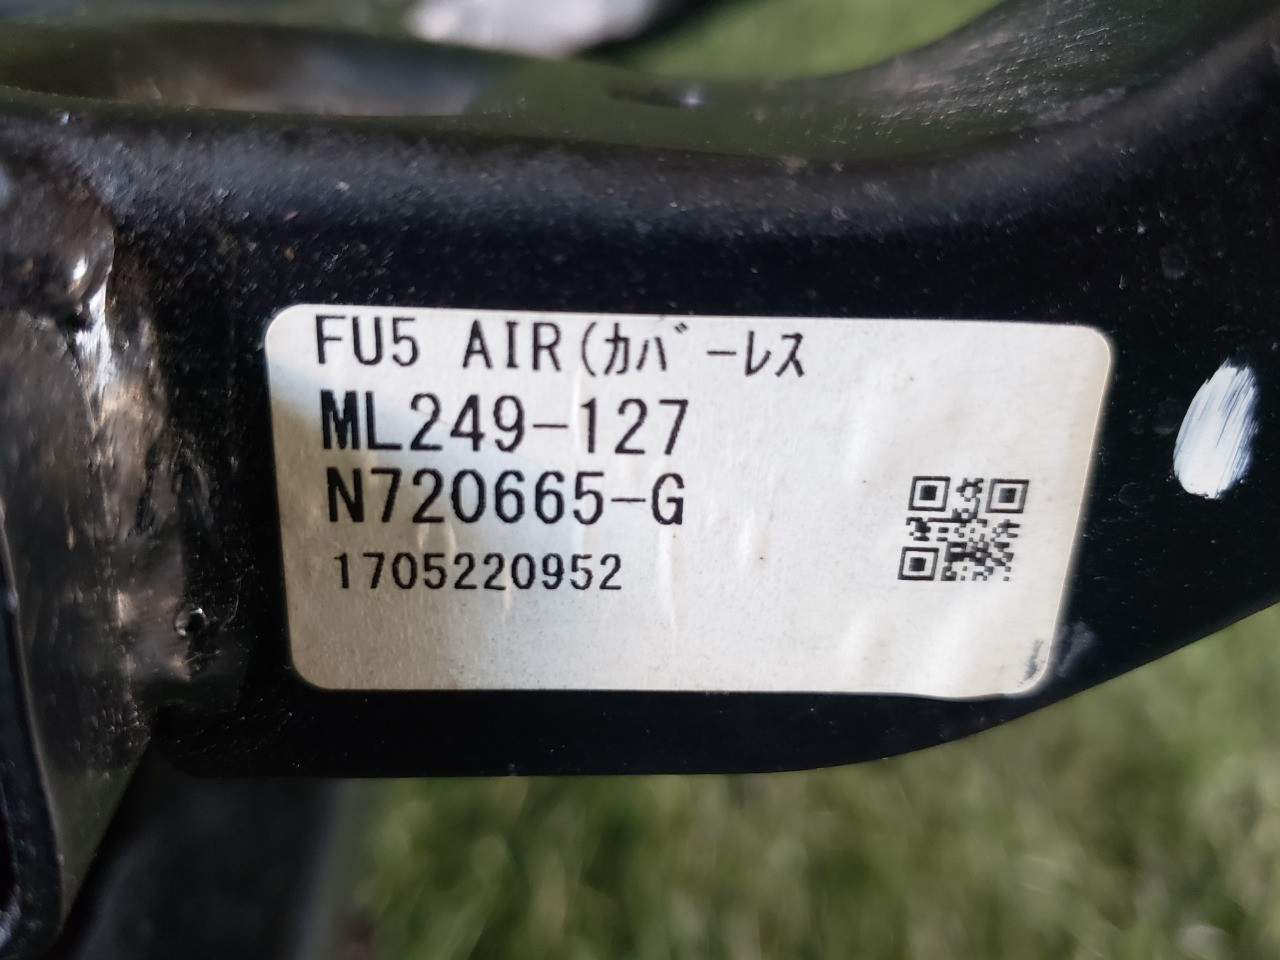 FU5 AIR(ｶﾊﾞｰﾚｽ
ML249-127
N720665-G
1705220952